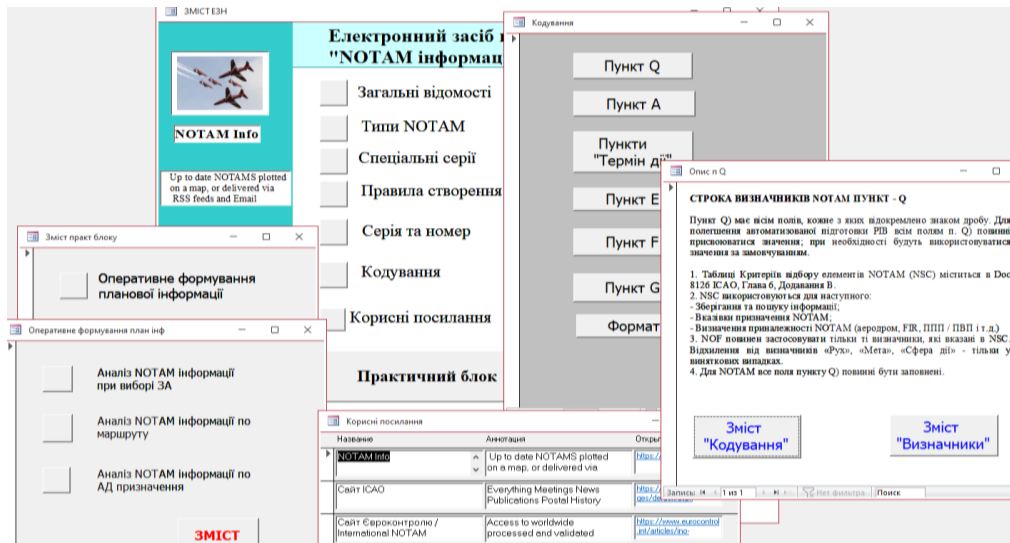 ЗМІСТ ЕЗН
Електронний засіб
"NOTAM інформац
NOTAM Info
Up to date NOTAMS plotted
on a map, or delivered via
RSS feeds and Email
Загальні відомості
Типи NOTAM
Спеціальні серії
Правила створення
Серія та номер
Кодування
Корисні посилання
Практичний блок
Кодування
Пункт Q
Пункт A
Пункти
"Термін дії"
Пункт E
Пункт F
Пункт G
Формат
Опис п Q
СТРОКА ВИЗНАЧНИКІВ NOTAM ПУНКТ - Q
Пункт Q) має вісім полів, кожне з яких відокремлено знаком дробу. Для
полегшення автоматизованої підготовки PIB всім полям п. Q) повинні
присвоюватися значення; при необхідності будуть використовуватися
значення за замовчуванням.
1. Таблиці Критеріїв відбору елементів NOTAM (NSC) міститься в Doc
8126 ІСАО, Глава 6, Додавання В.
2. NSC використовуються для наступного:
- Зберігання та пошуку інформації;
- Вказівки призначення NOTAM;
- Визначення приналежності NOTAM (аеродром, FIR, ППП / ПВП і т.д.)
3. NOF повинен застосовувати тільки ті визначники, які вказані в NSC.
Відхилення від визначників «Рух», «Мета», «Сфера дії» - тільки у
виняткових випадках.
4. Для NOTAM все поля пункту Q) повинні бути заповнені.
Зміст
"Кодування"
Зміст
"Визначники"
Записы: 1 из 1 Нет фильтра Поиск
Зміст практ блоку
Оперативне формування
планової інформації
Оперативне формування план інф
Аналіз NOTAM інформації
при виборі ЗА
Аналіз NOTAM інформації по
маршруту
Аналіз NOTAM інформації по
АД призначення
ЗМІСТ
Корисні посилання
Название Аннотация Откры
NOTAM Info Up to date NOTAMS plotted https:/
on a map, or delivered via
Сайт ICAO Everything Meetings News https:/
Publications Postal History ges/de
Сайт Євроконтролю / Access to worldwide https://www.eurocontrol
International NOTAM processed and validated .int/articles/ino-